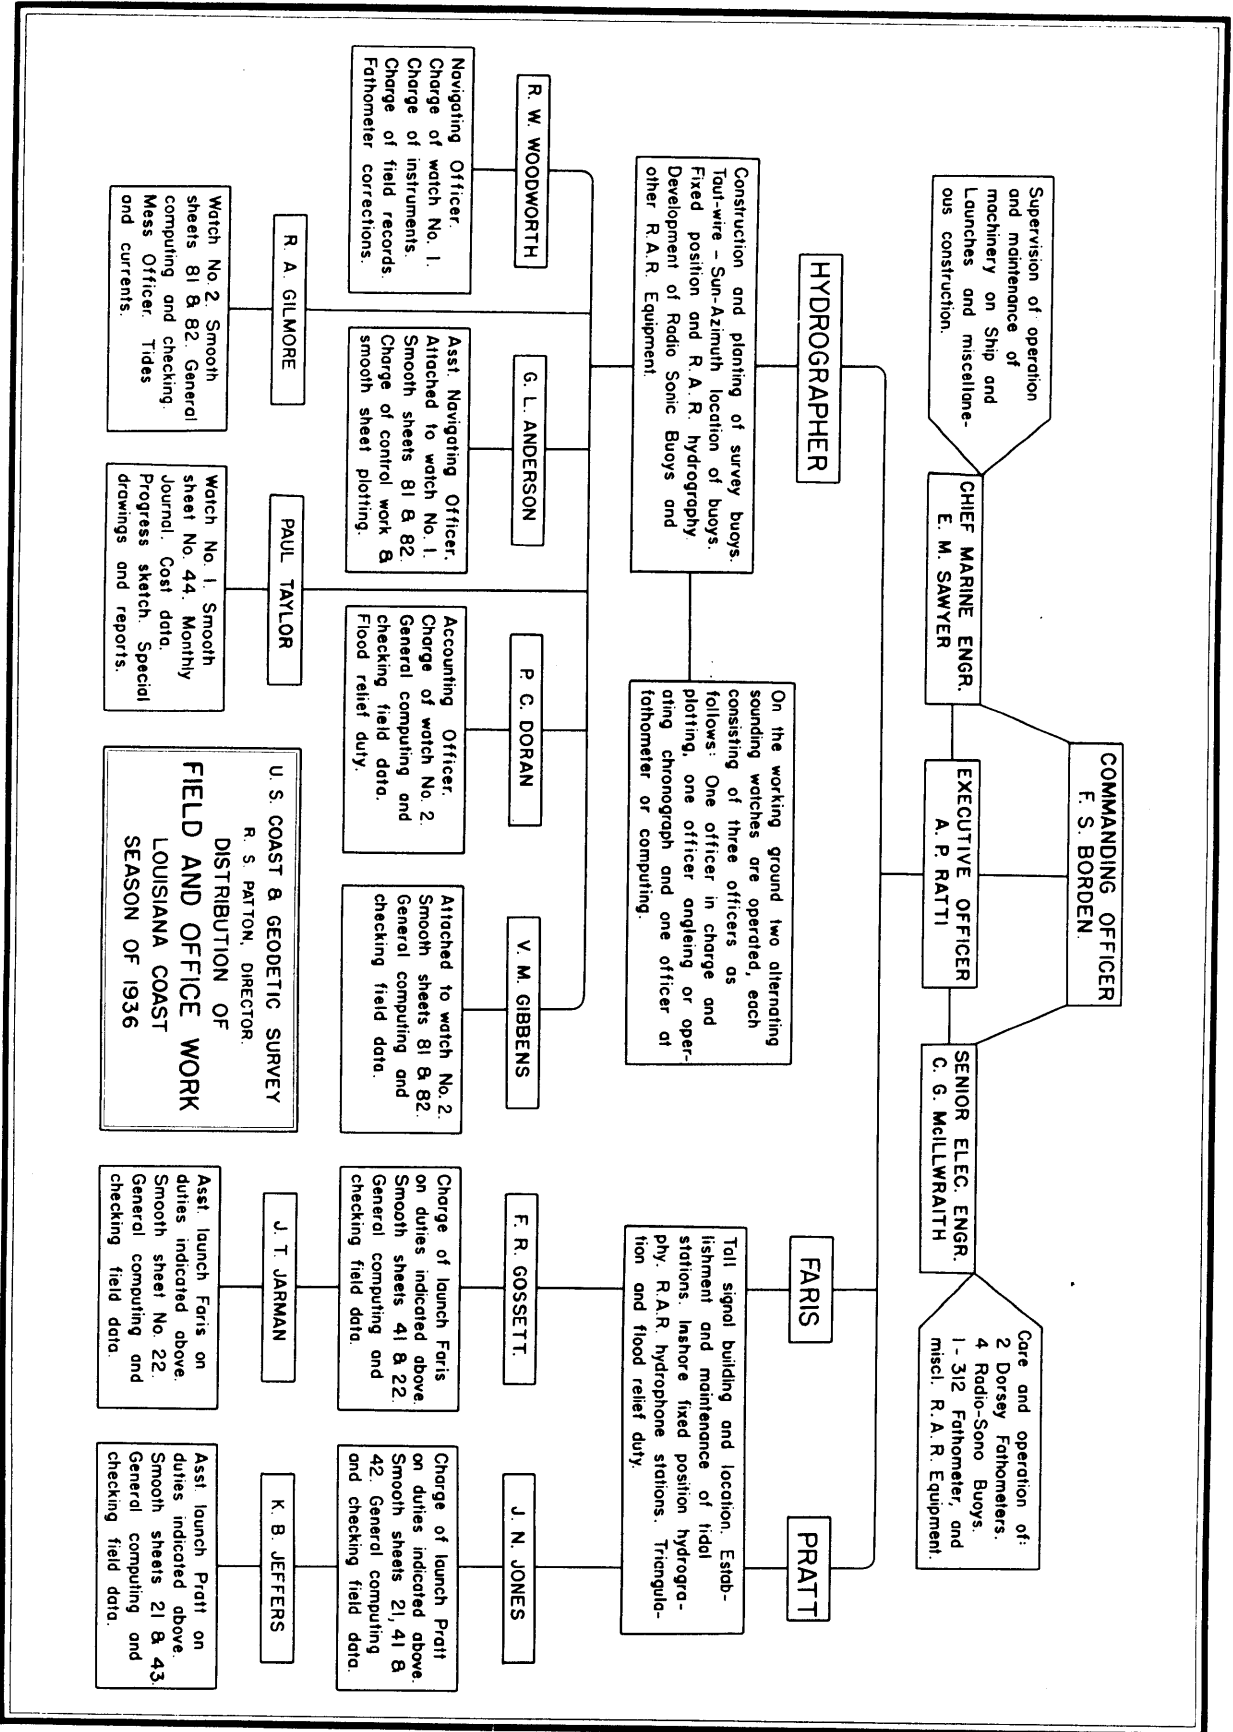 COMMANDING OFFICER
F. S. BORDEN.
CHIEF MARINE ENGR.
E. M. SAWYER
EXECUTIVE OFFICER
A. P. RATTI
SENIOR ELEC. ENGR.
C. G. McILLWRAITH
Supervision of operation
and maintenance of
machinery on Ship and
Launches and miscellane-
ous construction.
Care and operation of:
2 Dorsey Fathometers.
4 Radio-Sono Buoys.
1-312 Fathometer, and
miscl. R.A.R. Equipment.
HYDROGRAPHER
FARIS
PRATT
Construction and planting of survey buoys.
Taut-wire - Sun-Azimuth location of buoys.
Fixed position and R.A.R. hydrography.
Development of Radio Sonic Buoys and
other R.A.R. Equipment.
On the working ground two alternating
sounding watches are operated, each
consisting of three officers as
follows: One officer in charge and
plotting, one officer angleing or oper-
ating chronograph and one officer at
fathometer or computing.
Tall signal building and location. Estab-
lishment and maintenance of tidal
stations. Inshore fixed position hydrogra-
phy. R.A.R. hydrophone stations. Triangula-
tion and flood relief duty.
R. W. WOODWORTH
Navigating Officer.
Charge of watch No. 1.
Charge of instruments.
Charge of field records.
Fathometer corrections.
G. L. ANDERSON
Asst. Navigating Officer.
Attached to watch No. 1.
Smooth sheets 81 & 82.
Charge of control work &
smooth sheet plotting.
P. C. DORAN
Accounting Officer.
Charge of watch No. 2.
General computing and
checking field data.
Flood relief duty.
V. M. GIBBENS
Attached to watch No. 2.
Smooth sheets 81 & 82.
General computing and
checking field data.
F. R. GOSSETT.
Charge of launch Faris
on duties indicated above.
Smooth sheets 41 & 22.
General computing and
checking field data.
J. N. JONES
Charge of launch Pratt
on duties indicated above.
Smooth sheets 21, 41 &
42. General computing
and checking field data.
R. A. GILMORE
Watch No. 2. Smooth
sheets 81 & 82. General
computing and checking.
Mess Officer. Tides
and currents.
PAUL TAYLOR
Watch No. 1. Smooth
sheet No. 44. Monthly
Journal. Cost data.
Progress sketch. Special
drawings and reports.
U. S. COAST & GEODETIC SURVEY
R. S. PATTON, DIRECTOR.
DISTRIBUTION OF
FIELD AND OFFICE WORK
LOUISIANA COAST
SEASON OF 1936
J. T. JARMAN
Asst. launch Faris on
duties indicated above.
Smooth sheet No. 22.
General computing and
checking field data.
K. B. JEFFERS
Asst. launch Pratt on
duties indicated above.
Smooth sheets 21 & 43.
General computing and
checking field data.